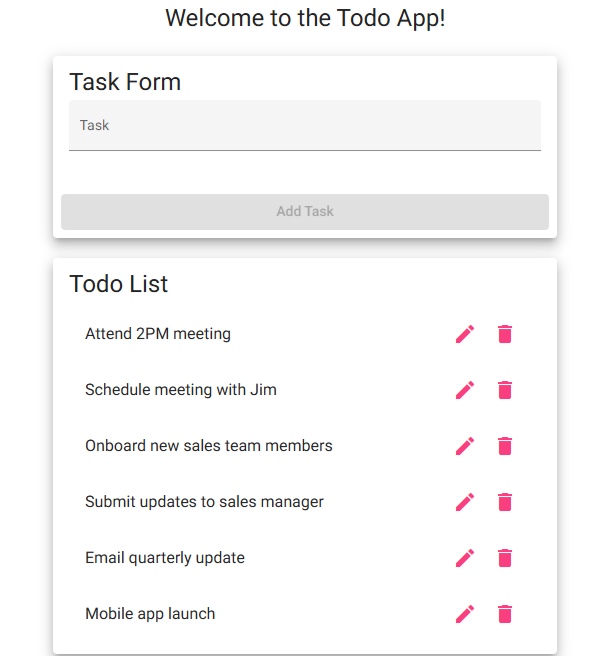 Welcome to the Todo App!
Task Form
Task
Add Task
Todo List
Attend 2PM meeting
Schedule meeting with Jim
Onboard new sales team members
Submit updates to sales manager
Email quarterly update
Mobile app launch